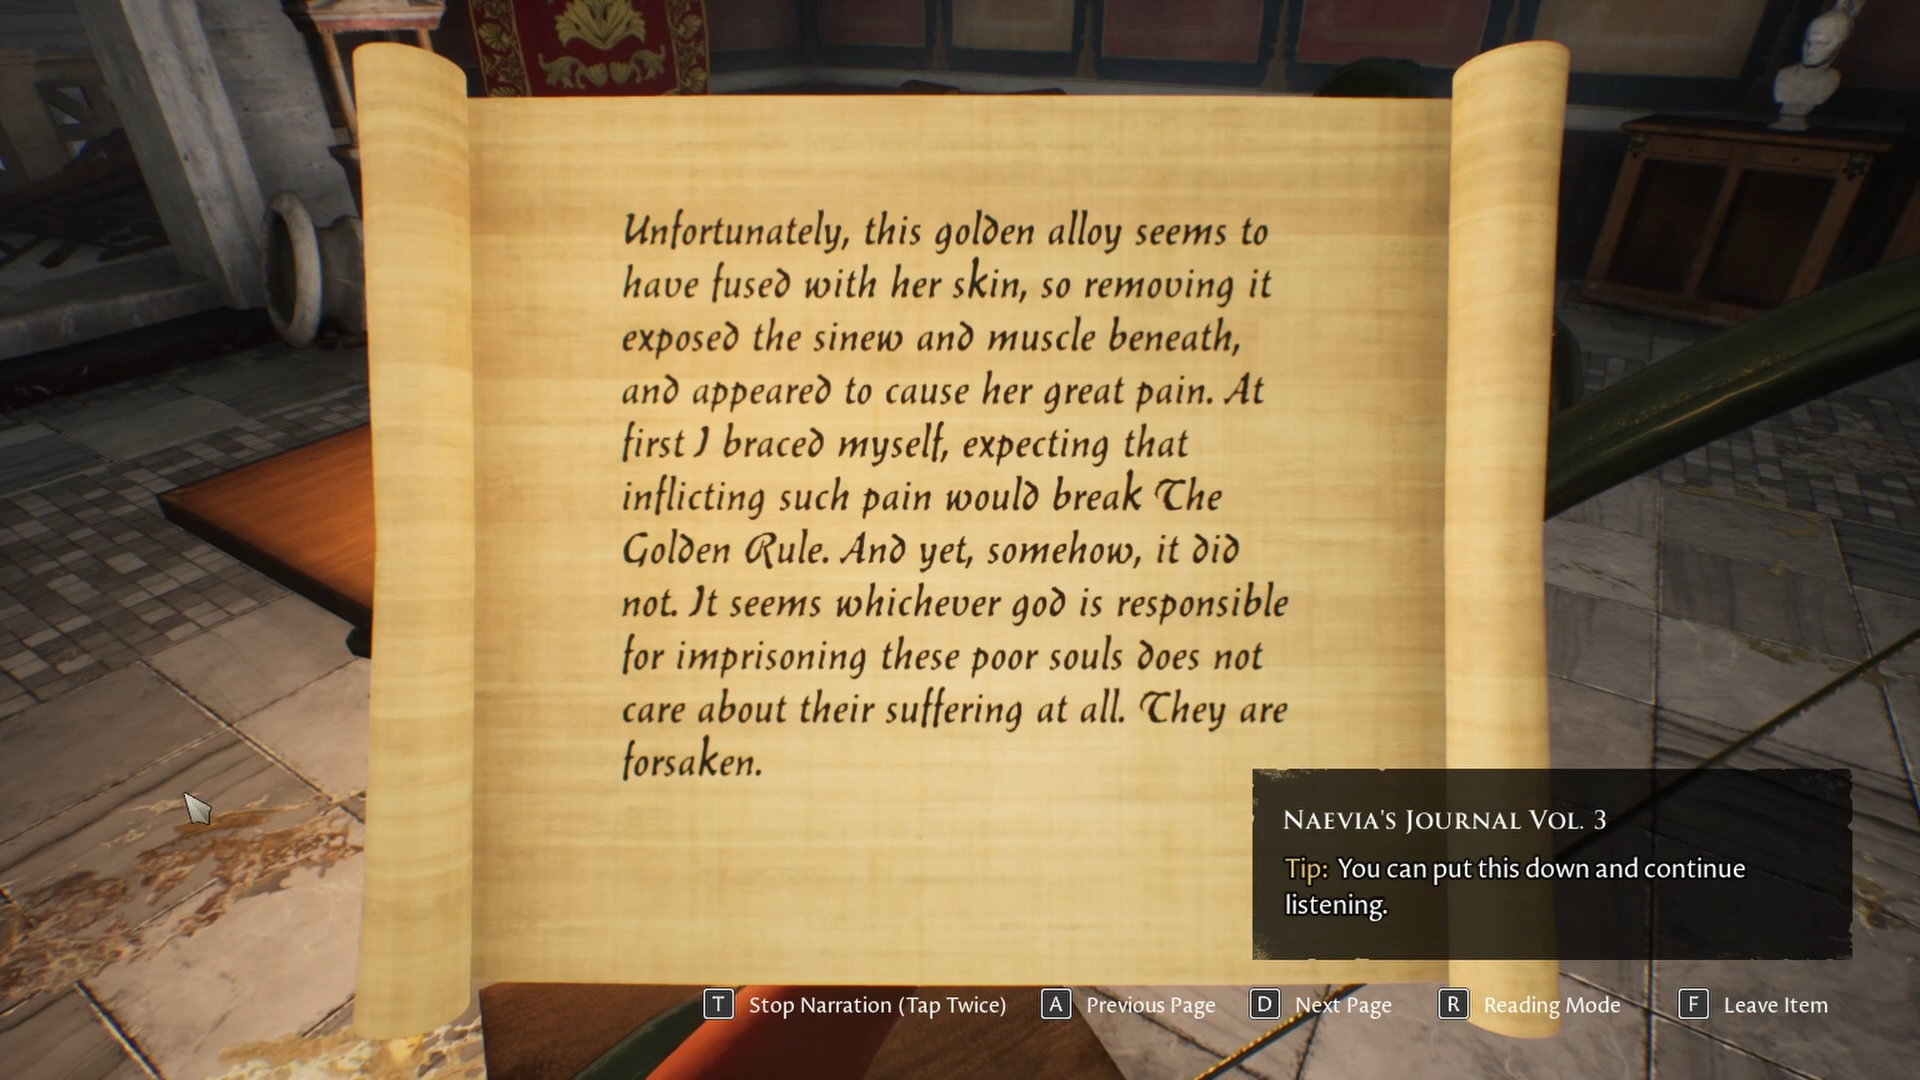 Unfortunately, this golden alloy seems to
have fused with her skin, so removing it
exposed the sinew and muscle beneath,
and appeared to cause her great pain. At
first I braced myself, expecting that
inflicting such pain would break The
Golden Rule. And yet, somehow, it did
not. It seems whichever god is responsible
for imprisoning these poor souls does not
care about their suffering at all. They are
forsaken.
Naevia's Journal Vol. 3
Tip: You can put this down and continue
listening.
T Stop Narration (Tap Twice) A Previous Page D Next Page R Reading Mode F Leave Item